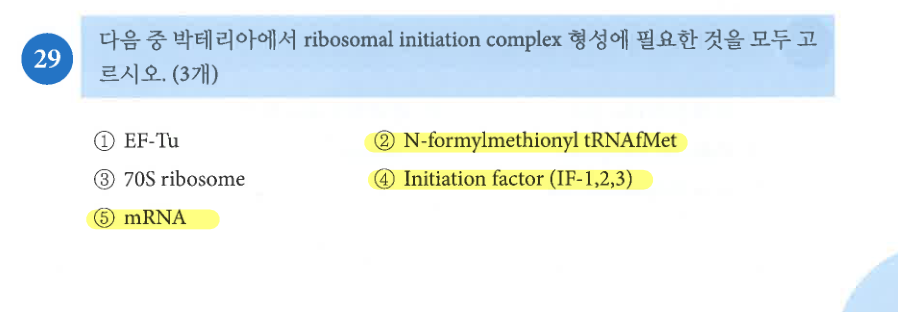 29
다음 중 박테리아에서 ribosomal initiation complex 형성에 필요한 것을 모두 고
르시오. (3개)
① EF-Tu
② N-formylmethionyl tRNAfMet
③ 70S ribosome
④ Initiation factor (IF-1,2,3)
⑤ mRNA